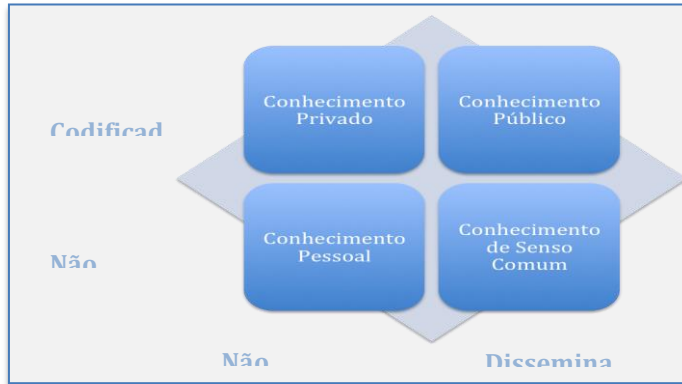 Conhecimento
Privado
Conhecimento
Público
Codificad
Conhecimento
Pessoal
Conhecimento
de Senso
Comum
Não
Não
Dissemina